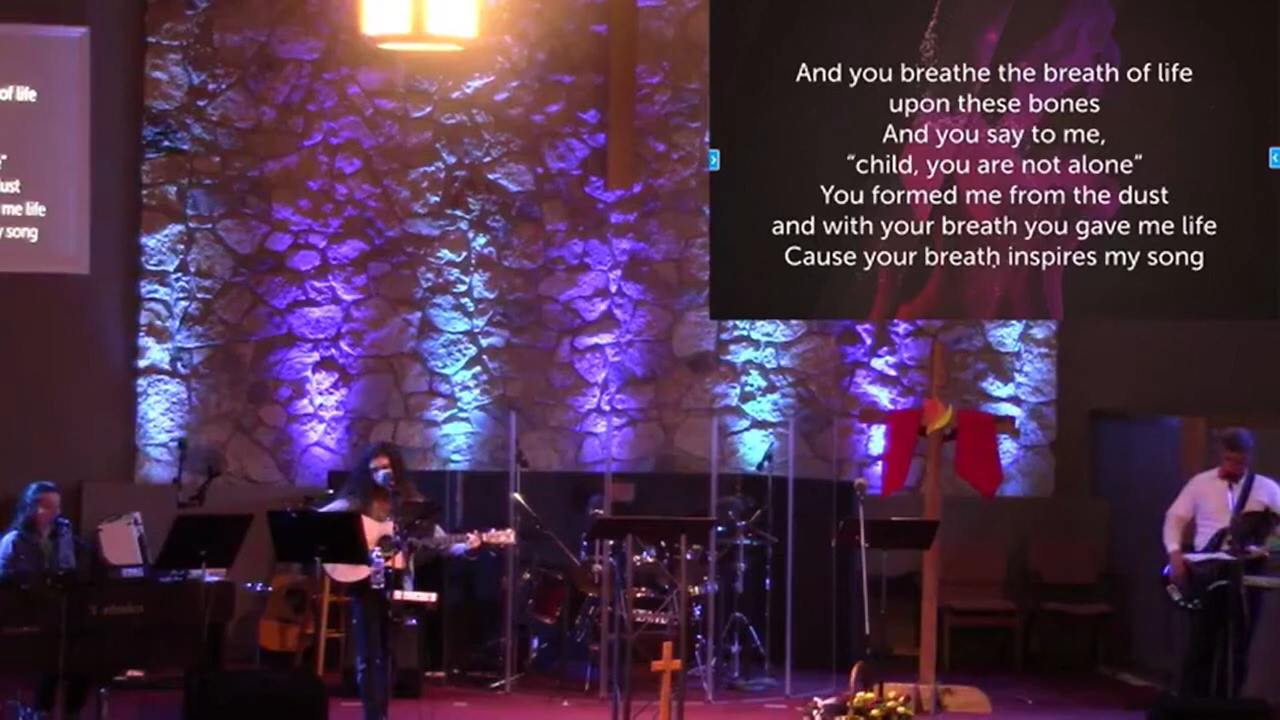 And you breathe the breath of life
upon these bones
And you say to me,
“child, you are not alone”
You formed me from the dust
and with your breath you gave me life
Cause your breath inspires my song
of life
dust
me life
song